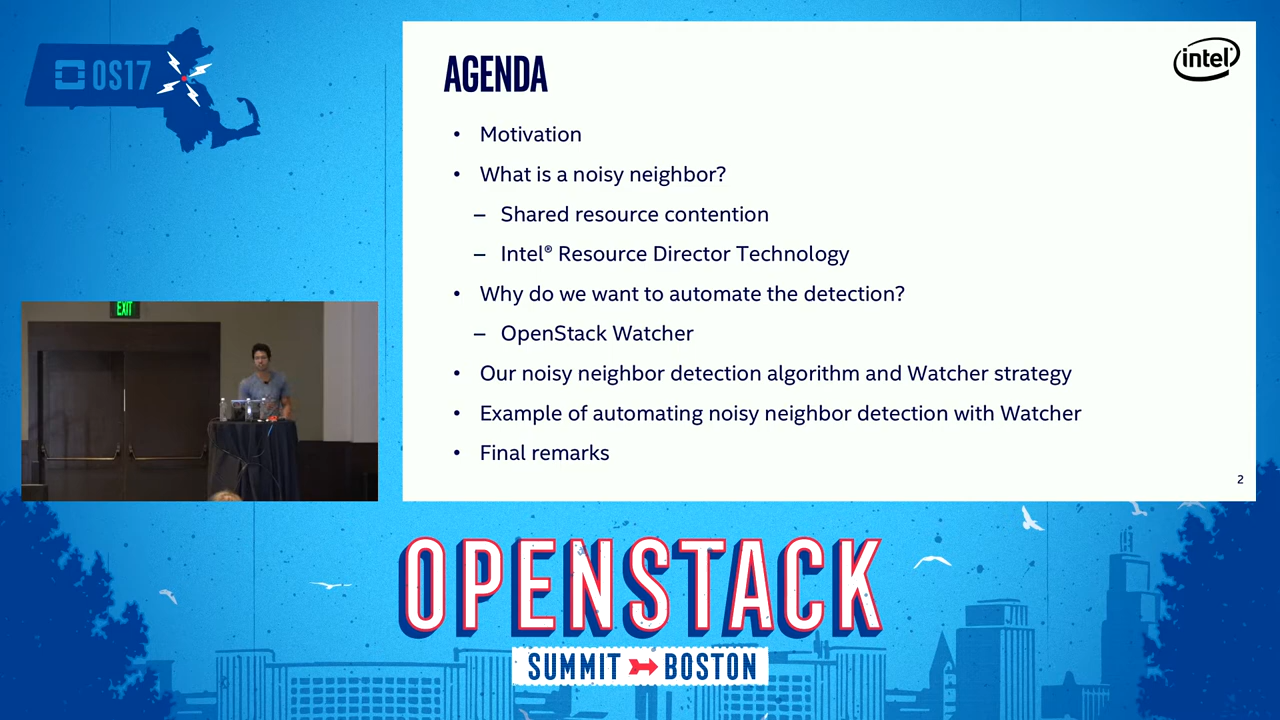 OS17
AGENDA
intel
• Motivation
• What is a noisy neighbor?
– Shared resource contention
– Intel® Resource Director Technology
• Why do we want to automate the detection?
– OpenStack Watcher
• Our noisy neighbor detection algorithm and Watcher strategy
• Example of automating noisy neighbor detection with Watcher
• Final remarks
2
EXIT
OPENSTACK
SUMMIT BOSTON